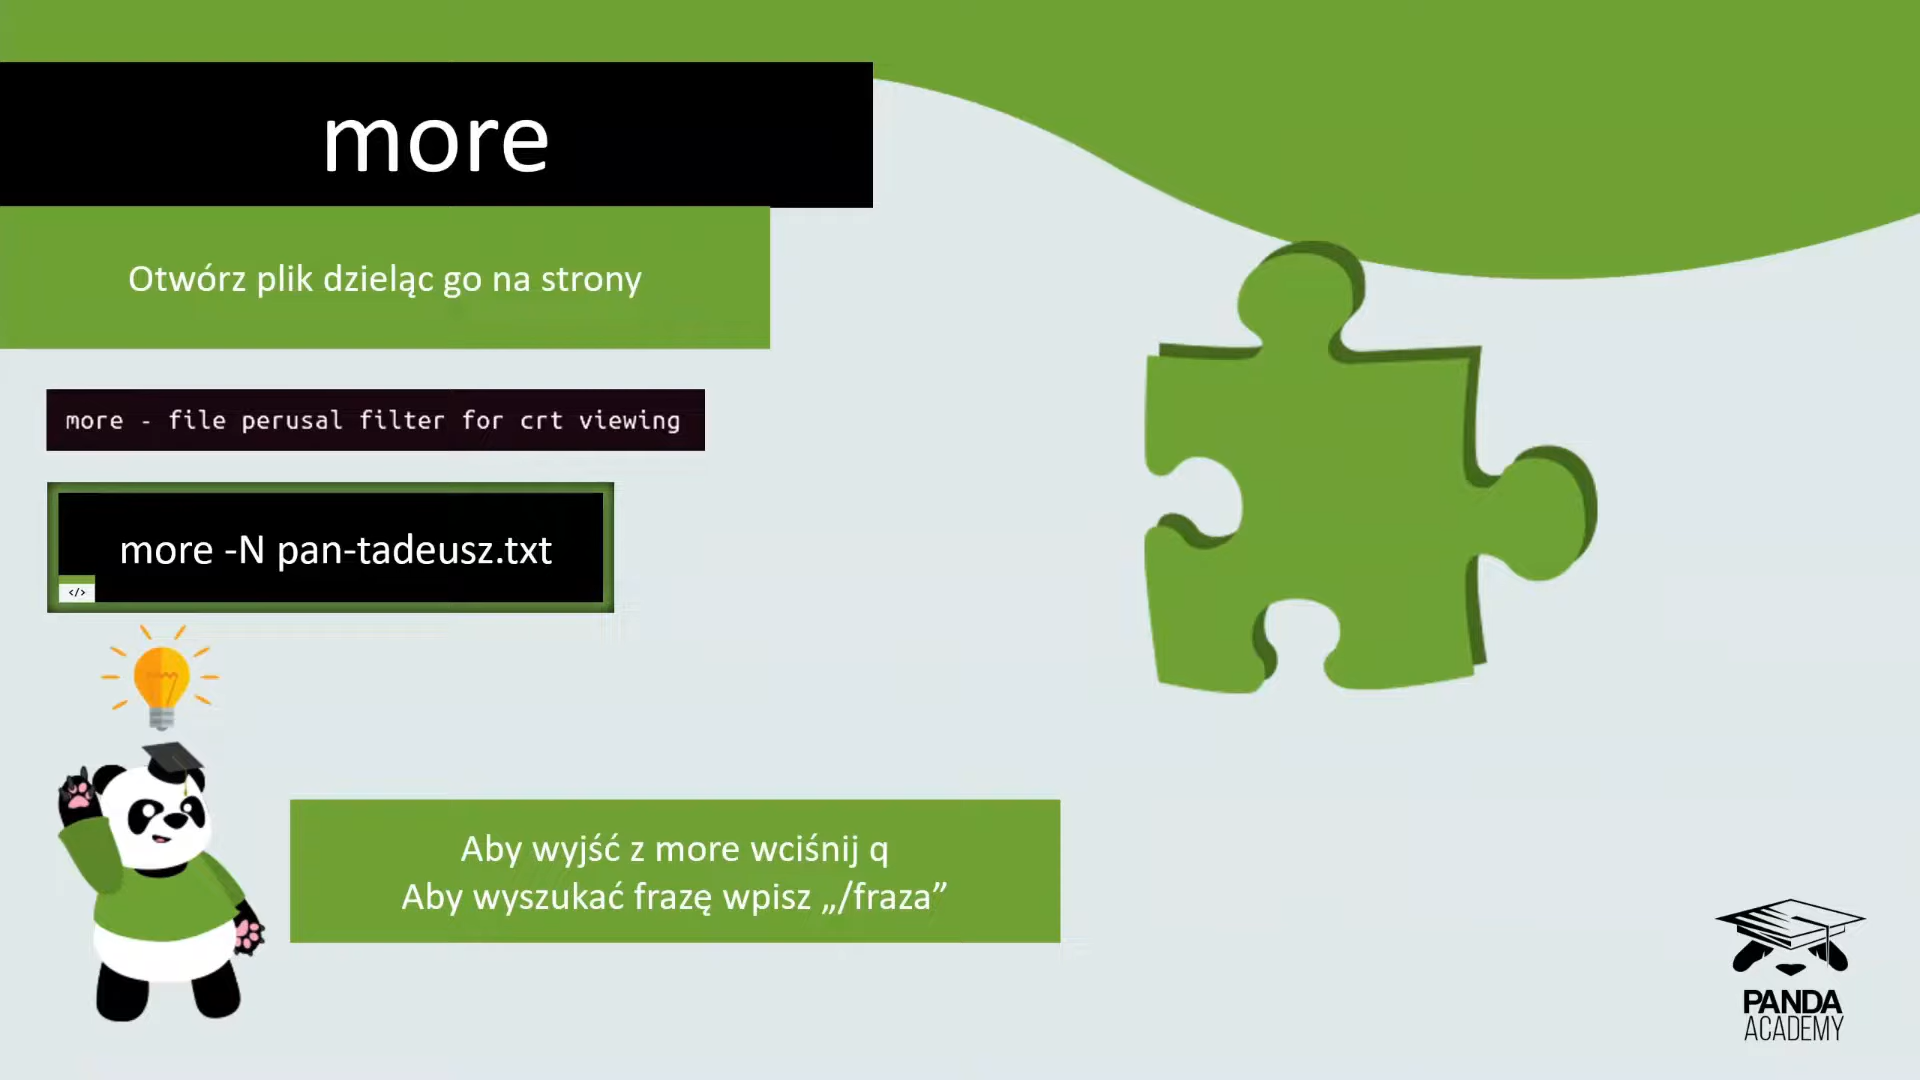 more
Otwórz plik dzieląc go na strony
more - file perusal filter for crt viewing
more -N pan-tadeusz.txt
</>
Aby wyjść z more wciśnij q
Aby wyszukać frazę wpisz „/fraza”
PANDA
ACADEMY